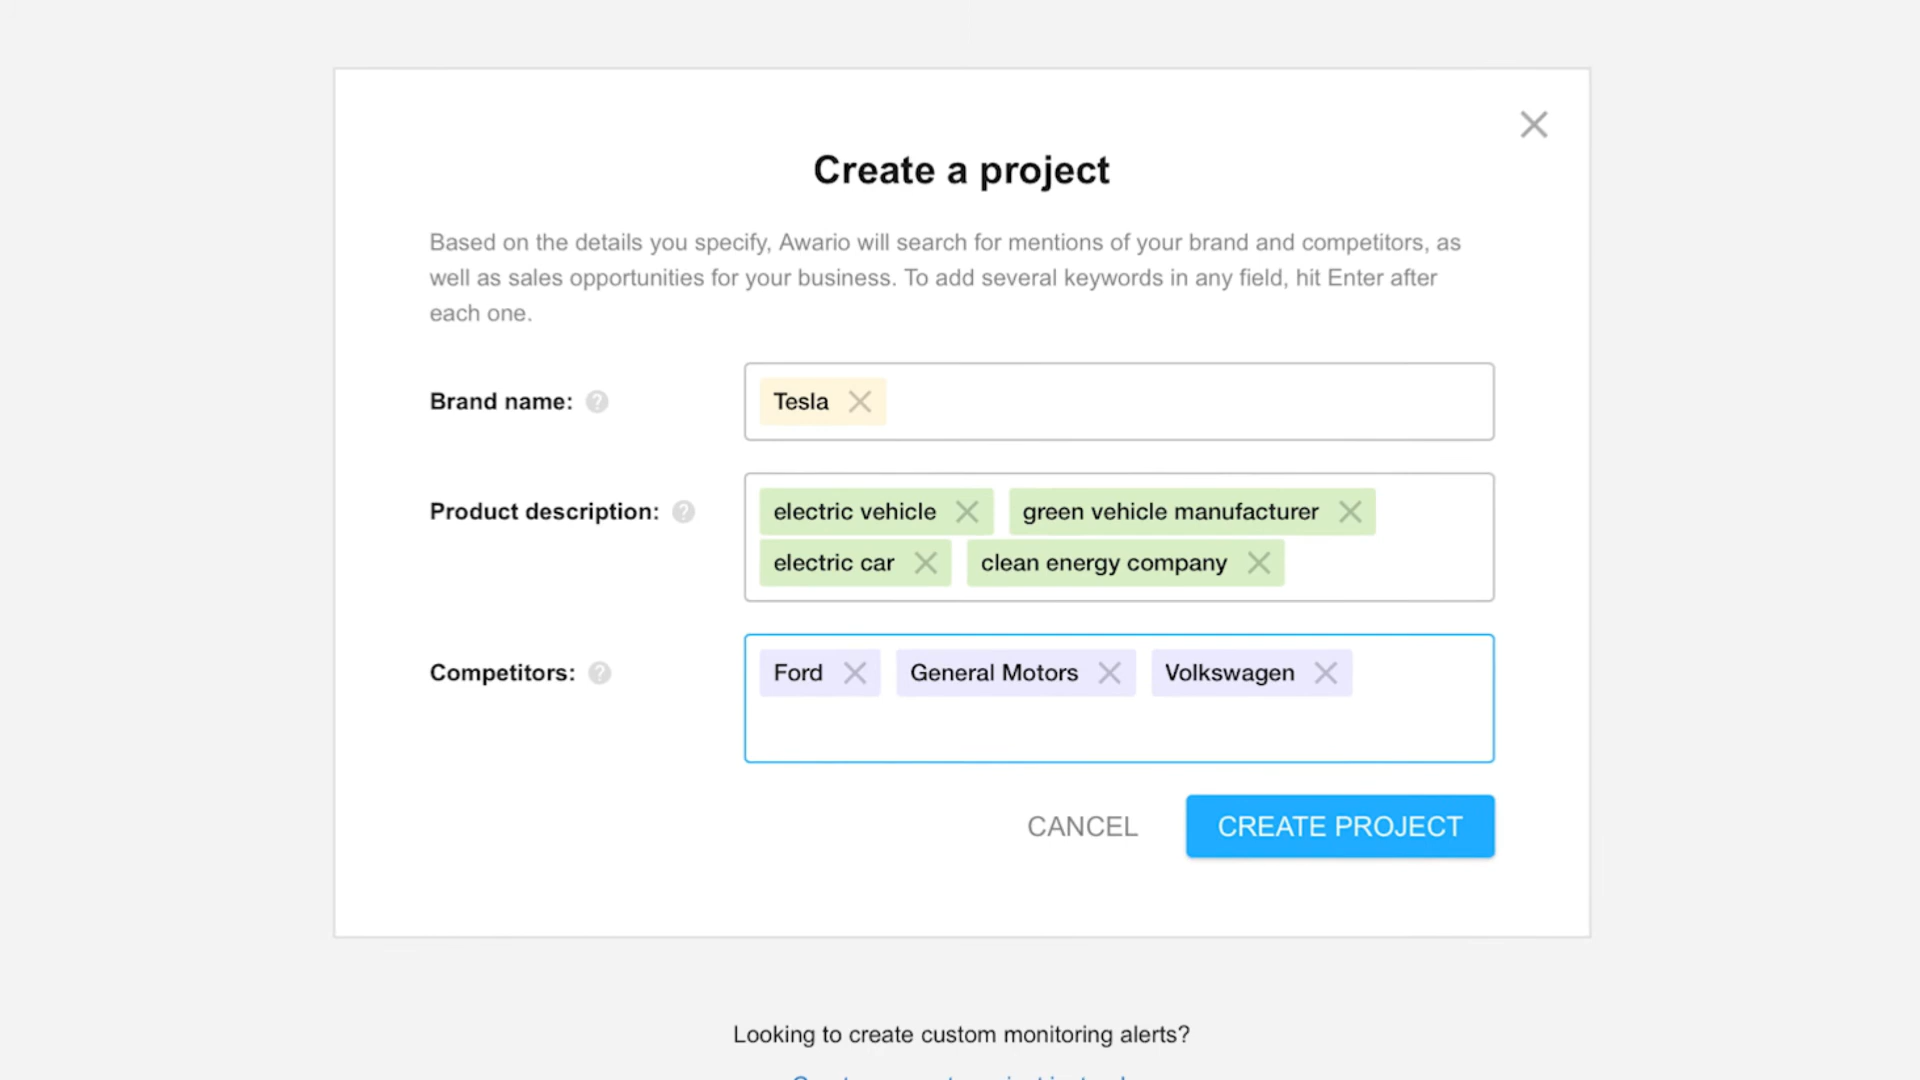 Create a project
Based on the details you specify, Awario will search for mentions of your brand and competitors, as
well as sales opportunities for your business. To add several keywords in any field, hit Enter after
each one.
Brand name: ?
Tesla
Product description: ?
electric vehicle green vehicle manufacturer
electric car clean energy company
Competitors: ?
Ford General Motors Volkswagen
CANCEL CREATE PROJECT
Looking to create custom monitoring alerts?